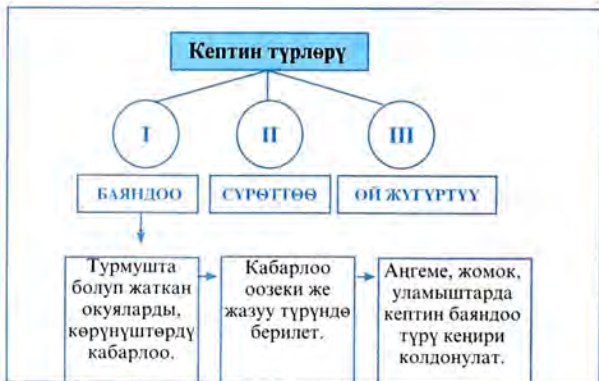 Кептин түрлөрү
I
II
III
БАЯНДОО
СҮРӨТТӨӨ
ОЙ ЖҮГҮРТҮҮ
Турмушта
болуп жаткан
окуяларды,
көрүнүштөрдү
кабарлоо.
Кабарлоо
оозеки же
жазуу түрүндө
берилет.
Аңгеме, жомок,
уламыштарда
кептин баяндоо
түрү кеңири
колдонулат.